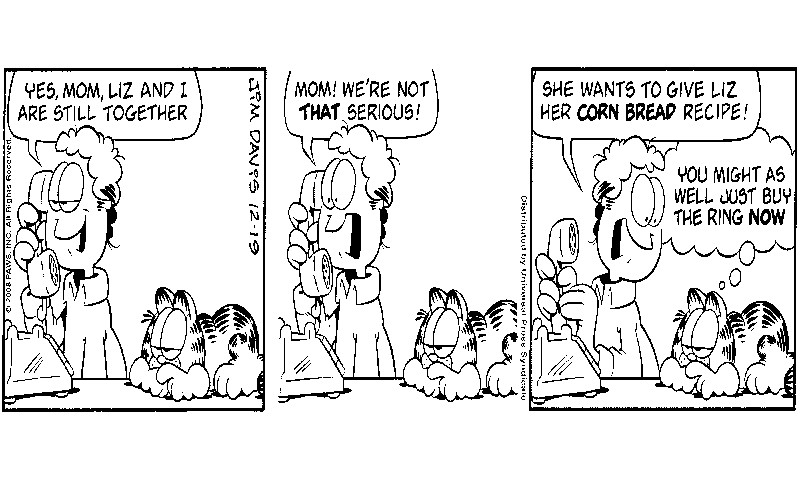 YES, MOM, LIZ AND I
ARE STILL TOGETHER
© 2008 PAWS, INC. All Rights Reserved.
JIM DAVIS 12-19
MOM! WE'RE NOT
THAT SERIOUS!
Distributed by Universal Press Syndicate
SHE WANTS TO GIVE LIZ
HER CORN BREAD RECIPE!
YOU MIGHT AS
WELL JUST BUY
THE RING NOW